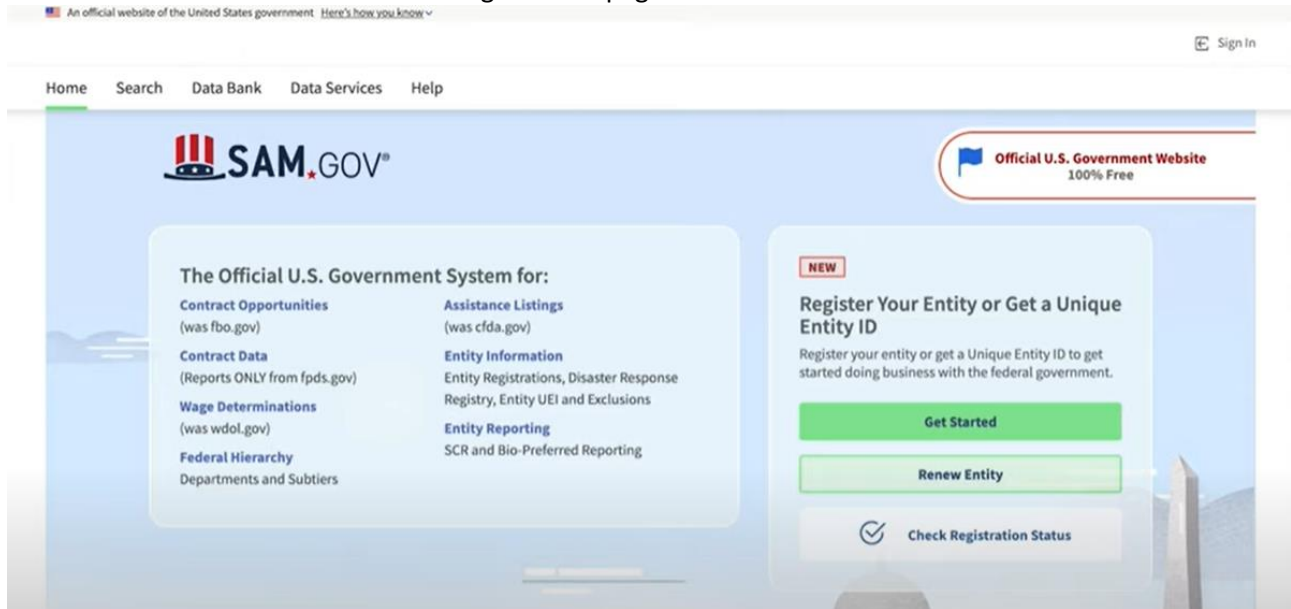 An official website of the United States government Here's how you know
Sign In
Home Search Data Bank Data Services Help
SAM.GOV®
Official U.S. Government Website
100% Free
The Official U.S. Government System for:
Contract Opportunities
(was fbo.gov)
Contract Data
(Reports ONLY from fpds.gov)
Wage Determinations
(was wdol.gov)
Federal Hierarchy
Departments and Subtiers
Assistance Listings
(was cfda.gov)
Entity Information
Entity Registrations, Disaster Response
Registry, Entity UEI and Exclusions
Entity Reporting
SCR and Bio-Preferred Reporting
NEW
Register Your Entity or Get a Unique
Entity ID
Register your entity or get a Unique Entity ID to get
started doing business with the federal government.
Get Started
Renew Entity
Check Registration Status